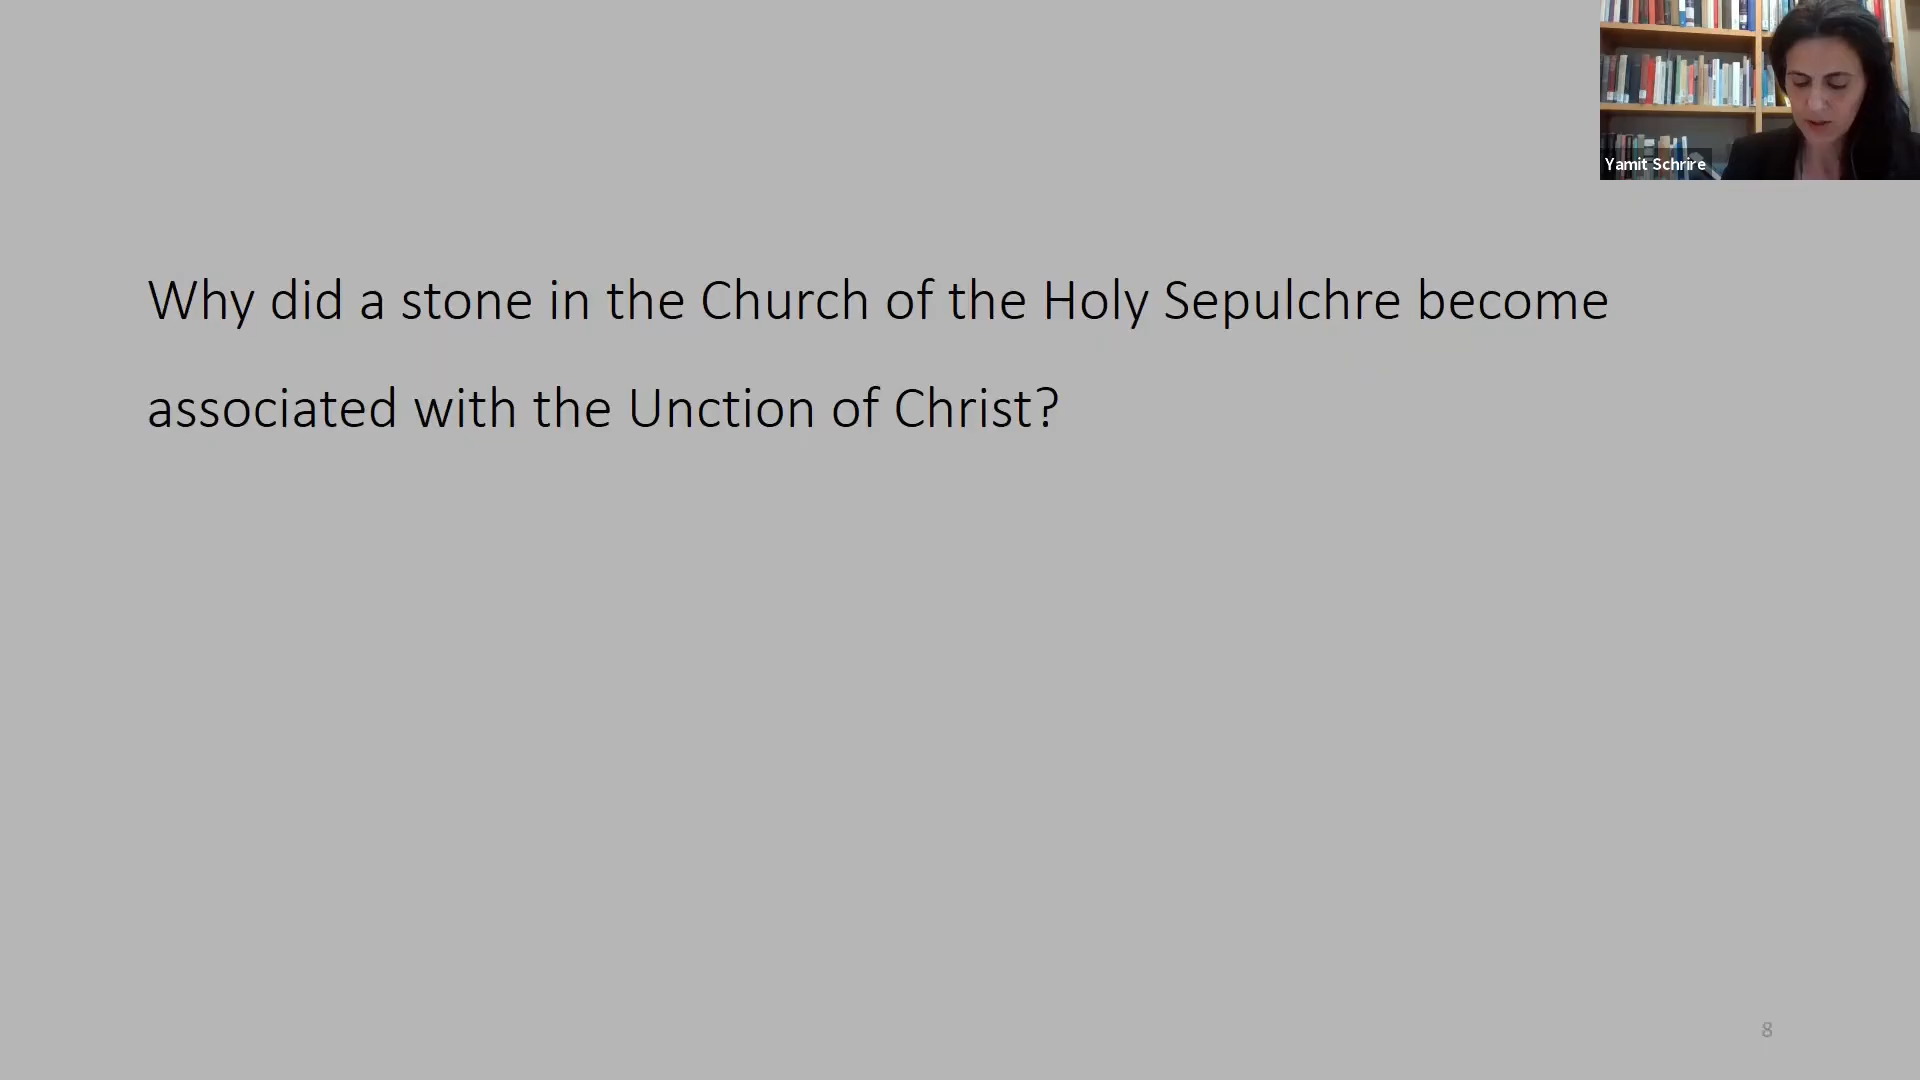 Yamit Schrire
Why did a stone in the Church of the Holy Sepulchre become
associated with the Unction of Christ?
8